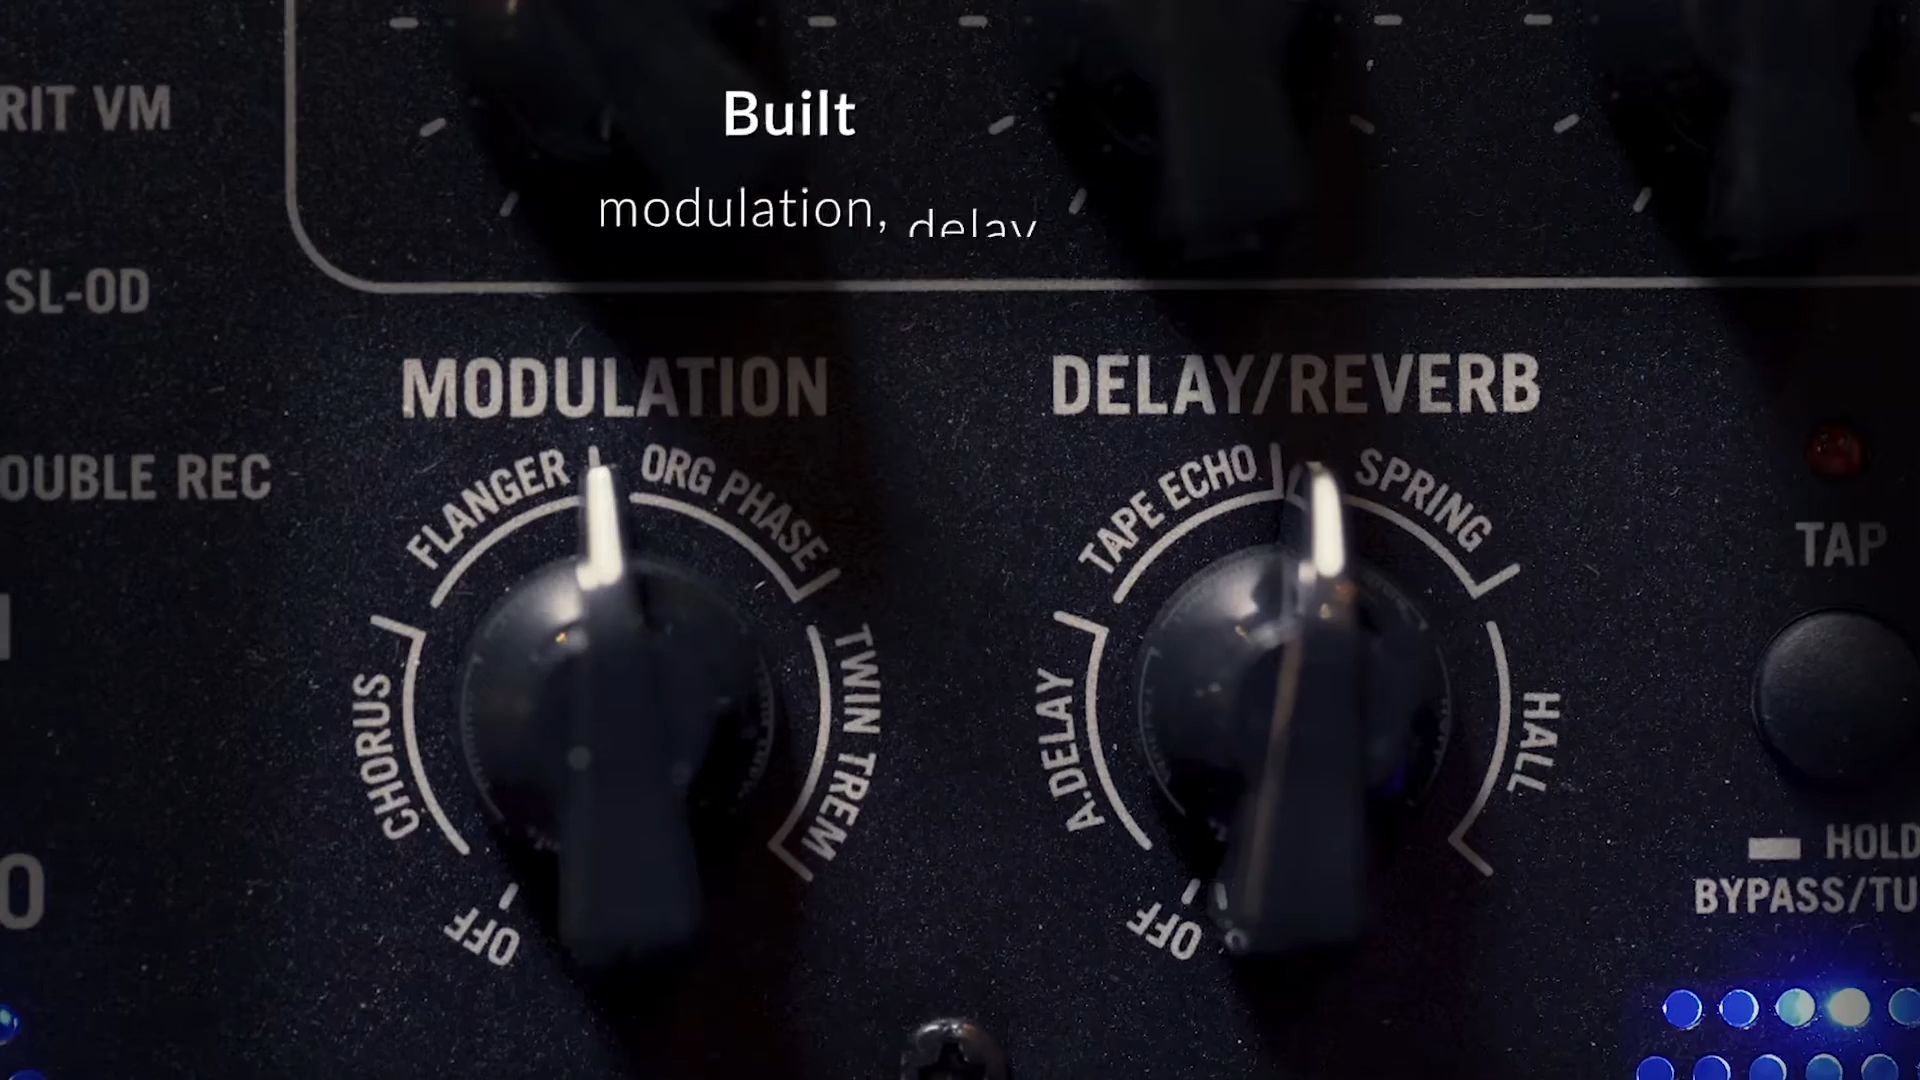 RIT VM
Built
modulation, delay
SL-OD
MODULATION
DELAY/REVERB
OUBLE REC
FLANGER
ORG PHASE
TAPE ECHO
SPRING
TAP
CHORUS
TWIN TREM
A.DELAY
HALL
HOLD
BYPASS/TU
O
OFF
OFF